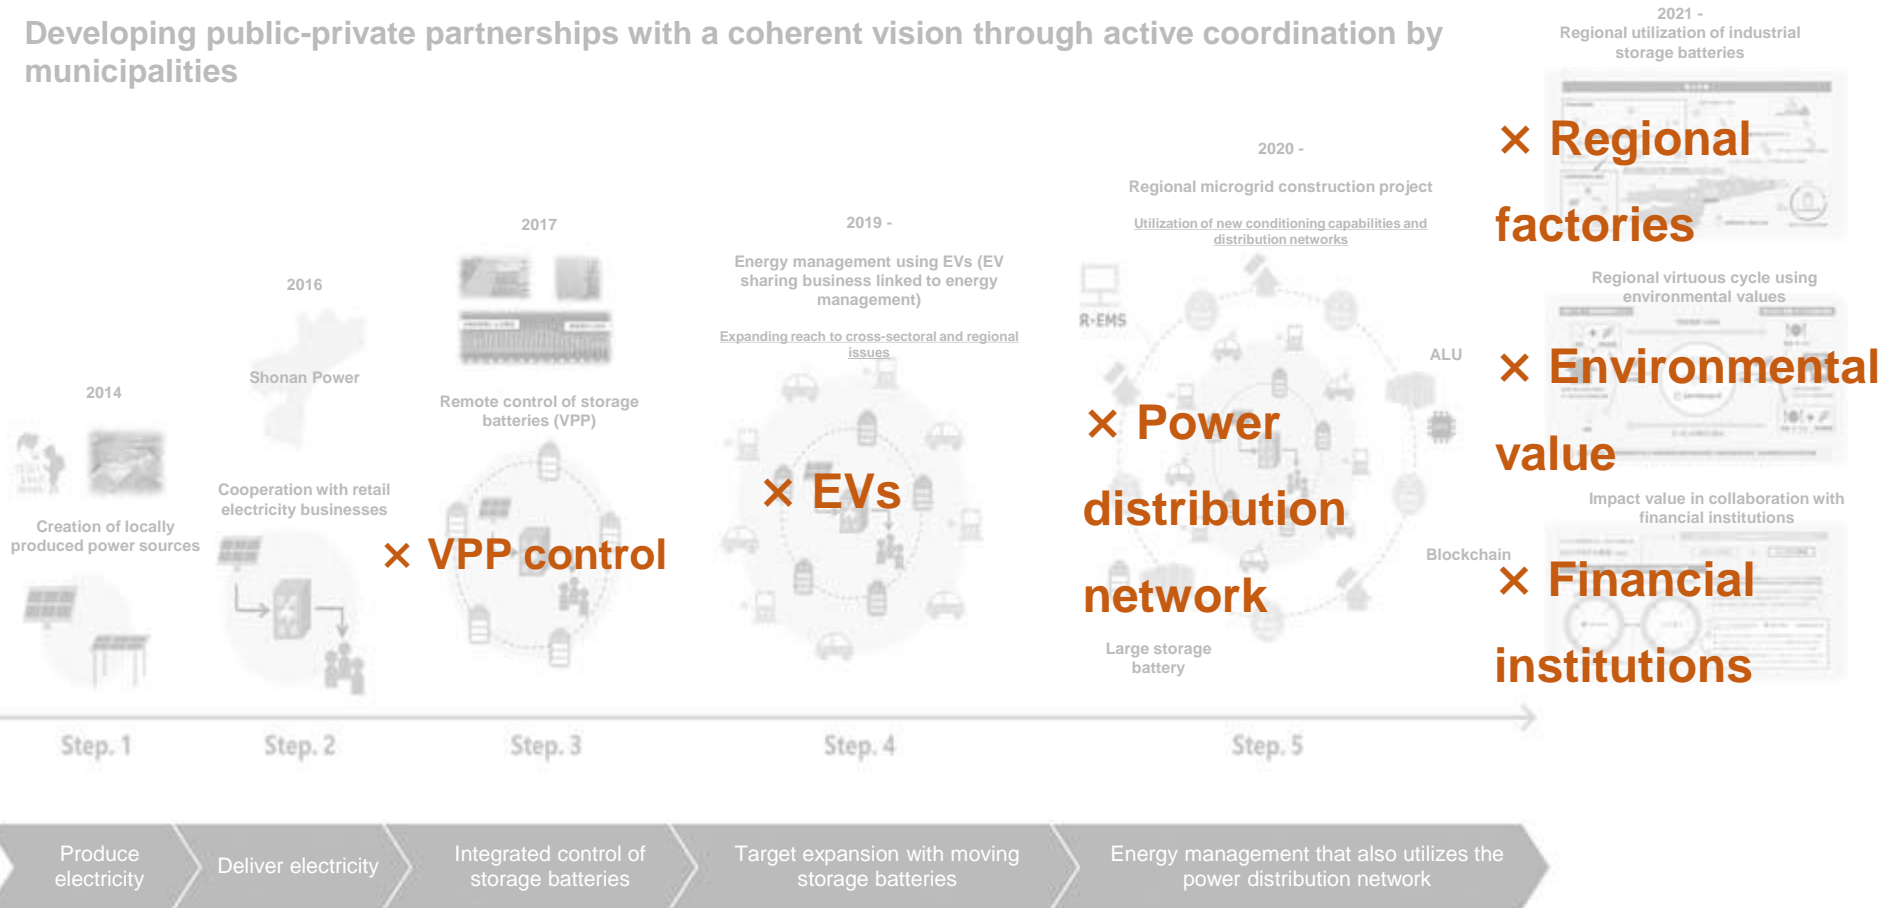 Developing public-private partnerships with a coherent vision through active coordination by
municipalities
2014
Creation of locally
produced power sources
2016
Shonan Power
Cooperation with retail
electricity businesses
2017
Remote control of storage
batteries (VPP)
× VPP control
2019 -
Energy management using EVs (EV
sharing business linked to energy
management)
Expanding reach to cross-sectoral and regional
issues
× EVs
2020 -
Regional microgrid construction project
Utilization of new conditioning capabilities and
distribution networks
R-EMS
ALU
× Power
distribution
network
Blockchain
Large storage
battery
2021 -
Regional utilization of industrial
storage batteries
× Regional
factories
Regional virtuous cycle using
environmental values
× Environmental
value
Impact value in collaboration with
financial institutions
× Financial
institutions
Step. 1
Step. 2
Step. 3
Step. 4
Step. 5
Produce
electricity
Deliver electricity
Integrated control of
storage batteries
Target expansion with moving
storage batteries
Energy management that also utilizes the
power distribution network